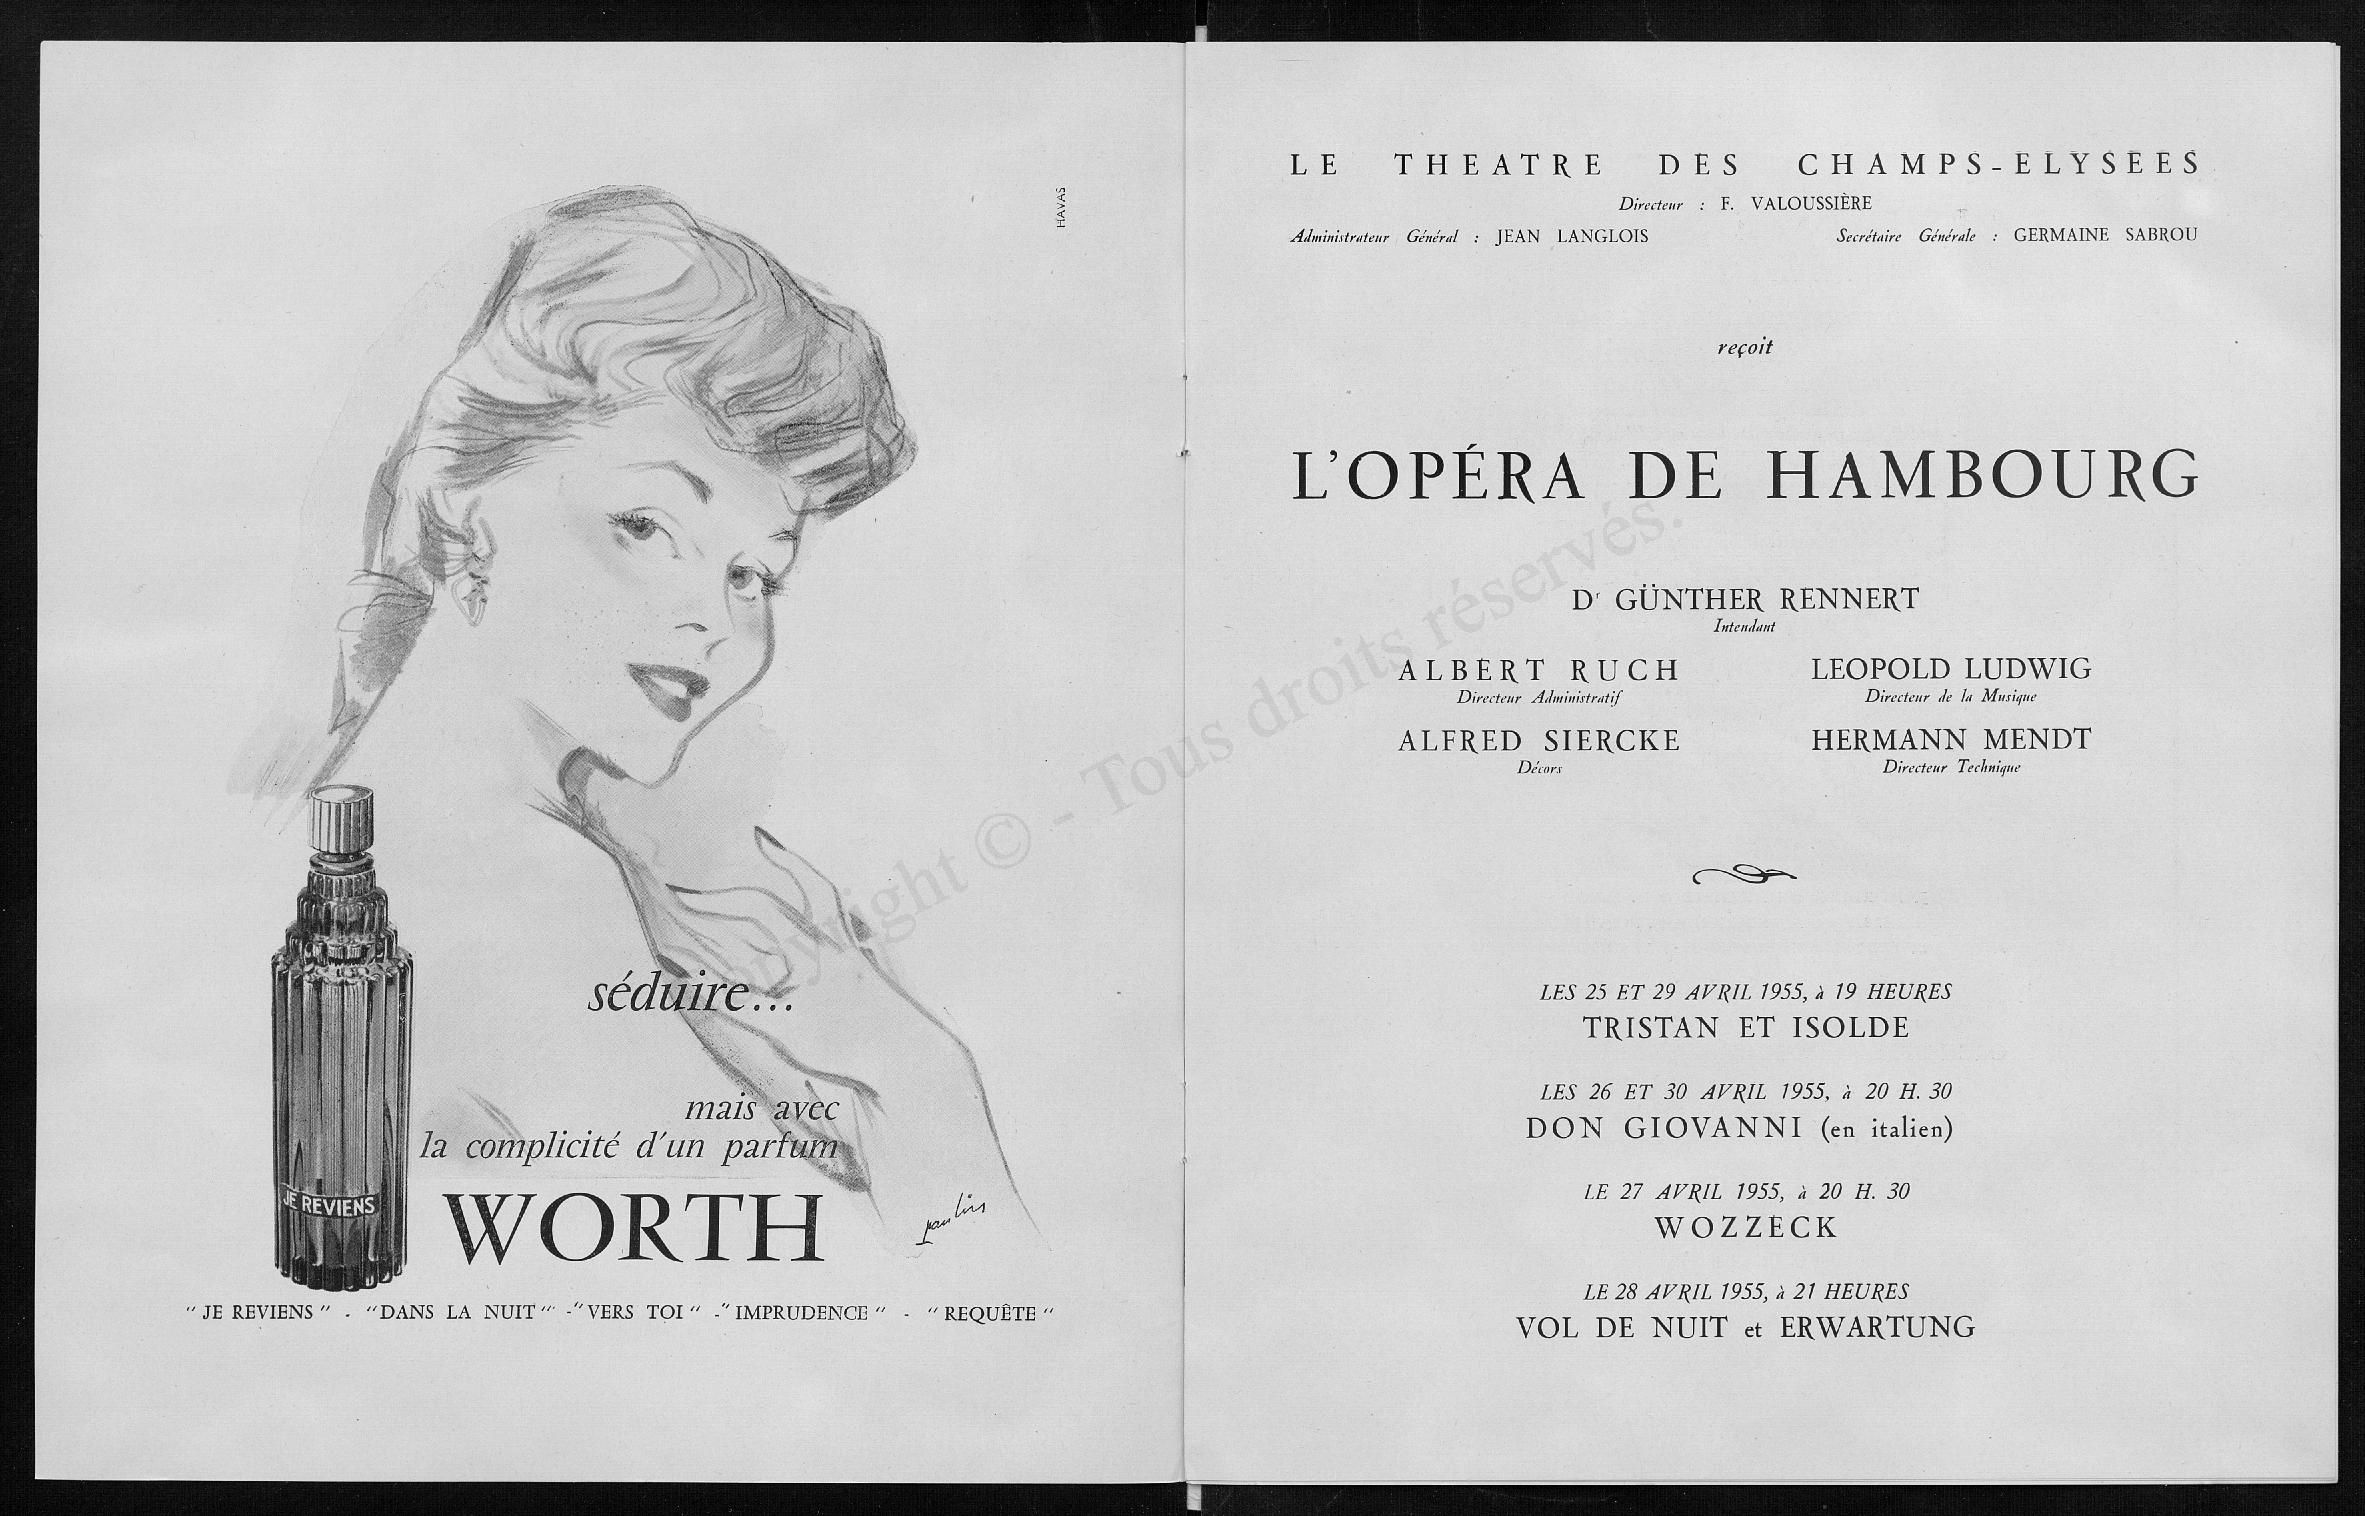 HAVAS
séduire...
mais avec
la complicité d'un parfum
JE REVIENS
WORTH
paulin
" JE REVIENS " - " DANS LA NUIT " - " VERS TOI " - " IMPRUDENCE " - " REQUÊTE "
LE THEATRE DES CHAMPS-ELYSEES
Directeur : F. VALOUSSIÈRE
Administrateur Général : JEAN LANGLOIS Secrétaire Générale : GERMAINE SABROU
reçoit
L'OPÉRA DE HAMBOURG
Dr GÜNTHER RENNERT
Intendant
ALBERT RUCH LEOPOLD LUDWIG
Directeur Administratif Directeur de la Musique
ALFRED SIERCKE HERMANN MENDT
Décors Directeur Technique
LES 25 ET 29 AVRIL 1955, à 19 HEURES
TRISTAN ET ISOLDE
LES 26 ET 30 AVRIL 1955, à 20 H. 30
DON GIOVANNI (en italien)
LE 27 AVRIL 1955, à 20 H. 30
WOZZECK
LE 28 AVRIL 1955, à 21 HEURES
VOL DE NUIT et ERWARTUNG
Copyright © - Tous droits réservés.